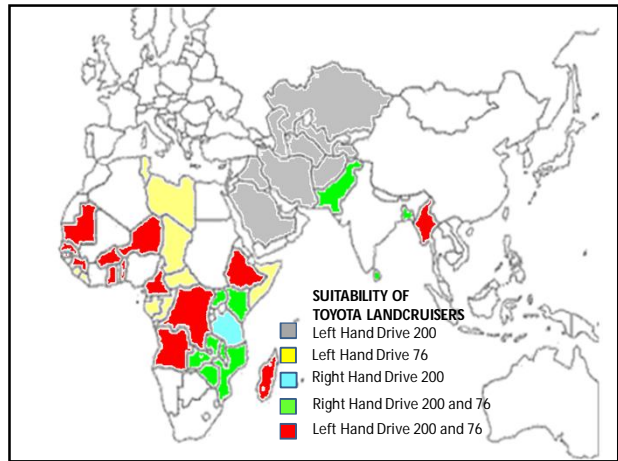 SUITABILITY OF
TOYOTA LANDCRUISERS
Left Hand Drive 200
Left Hand Drive 76
Right Hand Drive 200
Right Hand Drive 200 and 76
Left Hand Drive 200 and 76